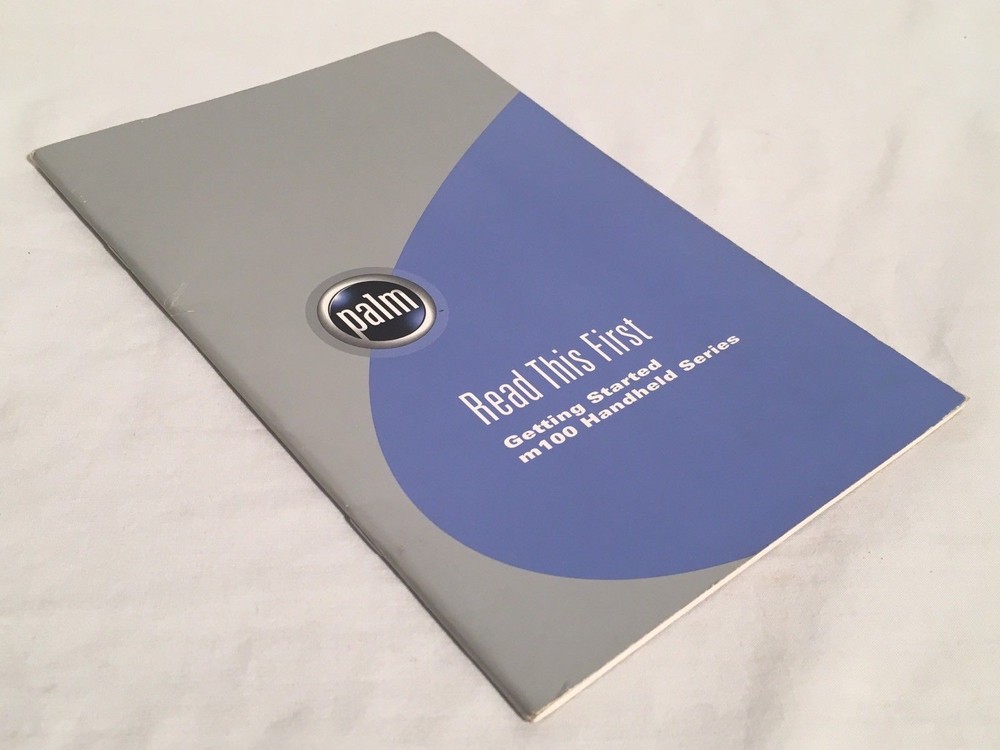 palm
Read This First
Getting Started
m100 Handheld Series